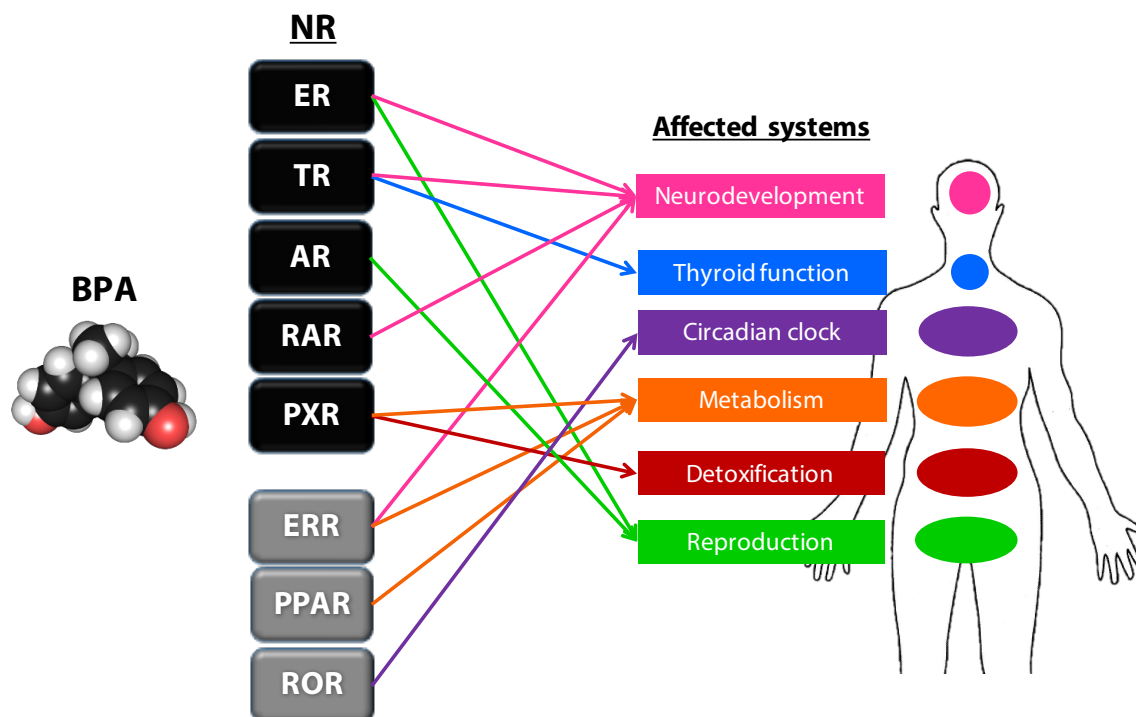 NR
ER
TR
AR
RAR
PXR
ERR
PPAR
ROR
BPA
Affected systems
Neurodevelopment
Thyroid function
Circadian clock
Metabolism
Detoxification
Reproduction